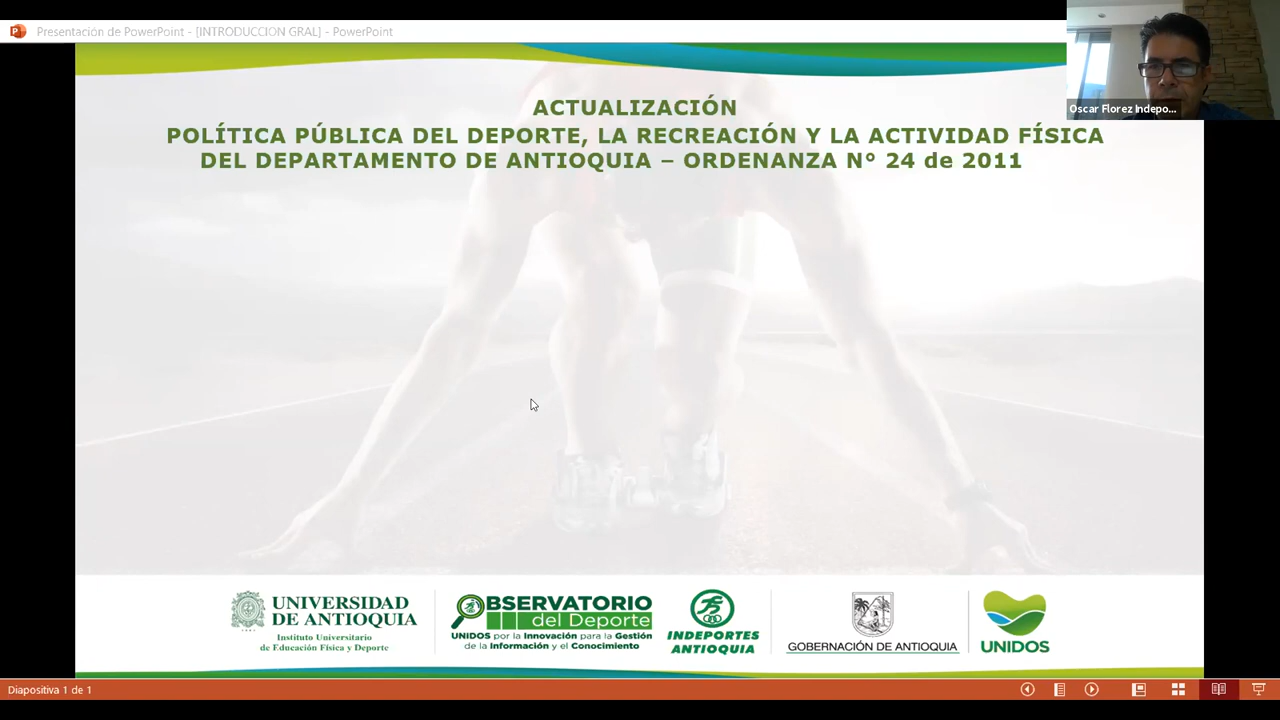 Presentación de PowerPoint - [INTRODUCCION GRAL] - PowerPoint
Oscar Florez Indepo...
ACTUALIZACIÓN
POLÍTICA PÚBLICA DEL DEPORTE, LA RECREACIÓN Y LA ACTIVIDAD FÍSICA
DEL DEPARTAMENTO DE ANTIOQUIA – ORDENANZA N° 24 de 2011
UNIVERSIDAD
DE ANTIOQUIA
Instituto Universitario
de Educación Física y Deporte
OBSERVATORIO
del Deporte
UNIDOS por la Innovación para la Gestión
de la Información y el Conocimiento
INDEPORTES
ANTIOQUIA
GOBERNACIÓN DE ANTIOQUIA
UNIDOS
Diapositiva 1 de 1